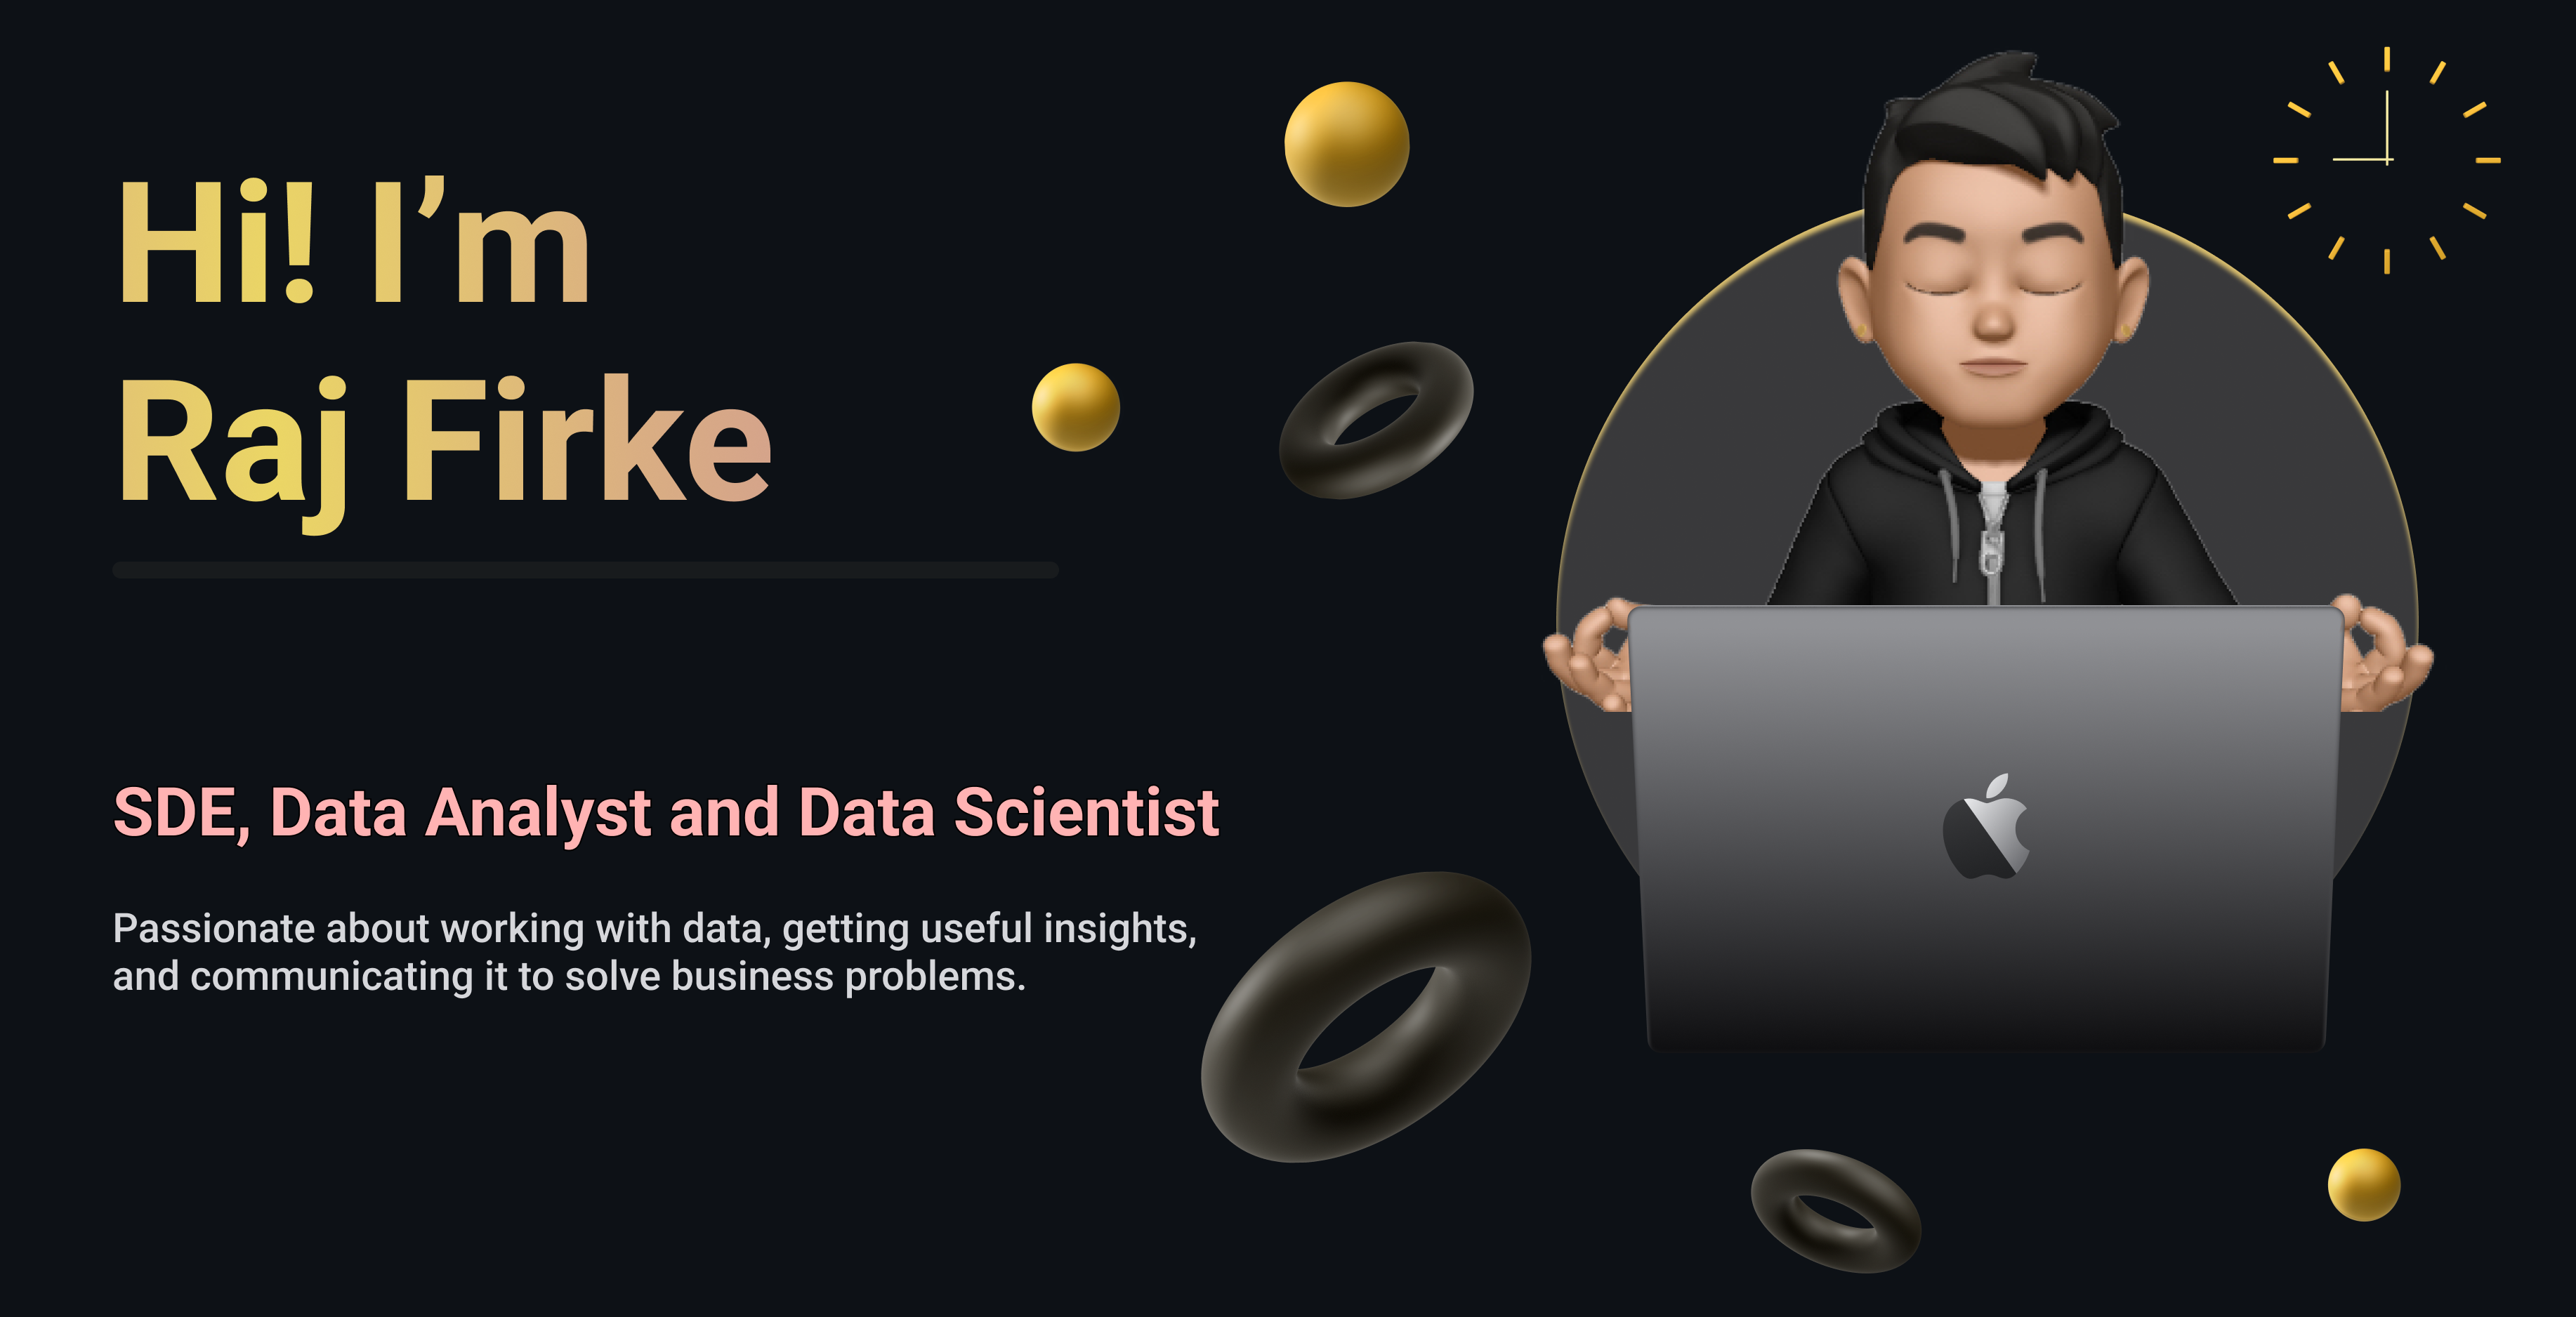 Hi! I’m
Raj Firke
SDE, Data Analyst and Data Scientist
Passionate about working with data, getting useful insights,
and communicating it to solve business problems.